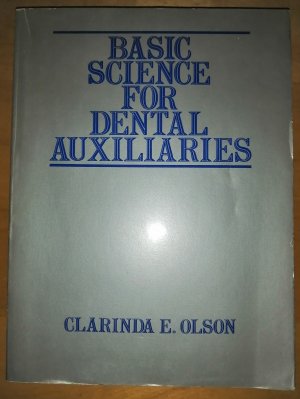 BASIC
SCIENCE
FOR
DENTAL
AUXILIARIES
CLARINDA E. OLSON